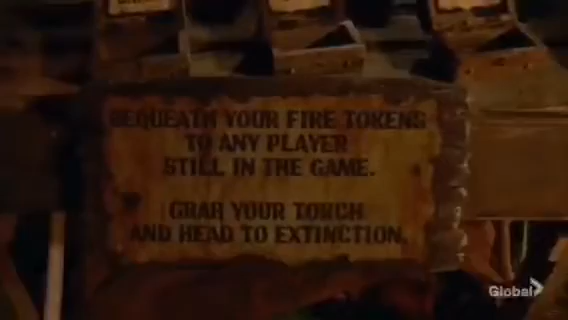 BEQUEATH YOUR FIRE TOKENS
TO ANY PLAYER
STILL IN THE GAME.
GRAB YOUR TORCH
AND HEAD TO EXTINCTION.
Global